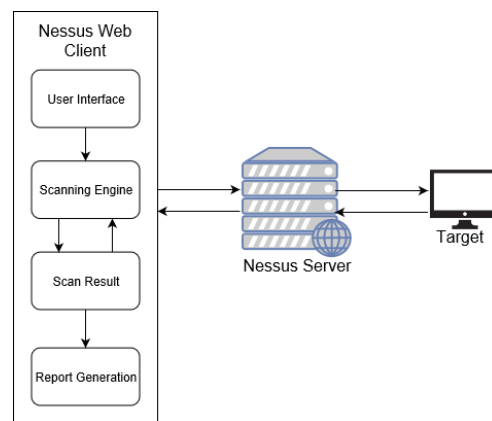 Nessus Web
Client
User Interface
Scanning Engine
Scan Result
Report Generation
Nessus Server
Target